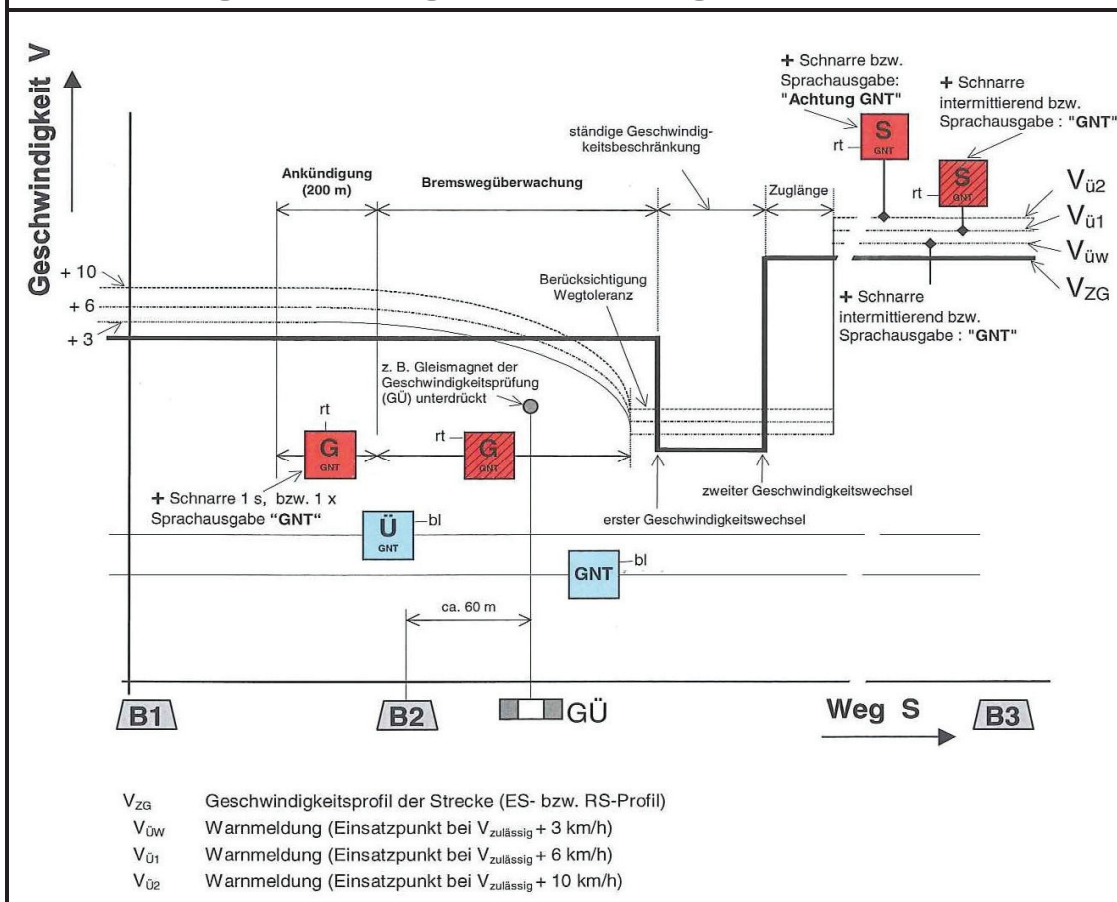 Geschwindigkeit V
+ Schnarre bzw.
Sprachausgabe:
"Achtung GNT"
+ Schnarre
intermittierend bzw.
Sprachausgabe : "GNT"
S
GNT
rt
S
GNT
rt
ständige Geschwindig-
keitsbeschränkung
Ankündigung
(200 m)
Bremswegüberwachung
Zuglänge
Vü2
Vü1
Vüw
VZG
+ 10
+ 6
+ 3
Berücksichtigung
Wegtoleranz
+ Schnarre
intermittierend bzw.
Sprachausgabe : "GNT"
z. B. Gleismagnet der
Geschwindigkeitsprüfung
(GÜ) unterdrückt
rt
G
GNT
rt
G
GNT
+ Schnarre 1 s, bzw. 1 x
Sprachausgabe "GNT"
zweiter Geschwindigkeitswechsel
erster Geschwindigkeitswechsel
Ü
GNT
bl
GNT
bl
ca. 60 m
B1
B2
GÜ
Weg S
B3
VZG Geschwindigkeitsprofil der Strecke (ES- bzw. RS-Profil)
VÜW Warnmeldung (Einsatzpunkt bei Vzulässig + 3 km/h)
VÜ1 Warnmeldung (Einsatzpunkt bei Vzulässig + 6 km/h)
VÜ2 Warnmeldung (Einsatzpunkt bei Vzulässig + 10 km/h)